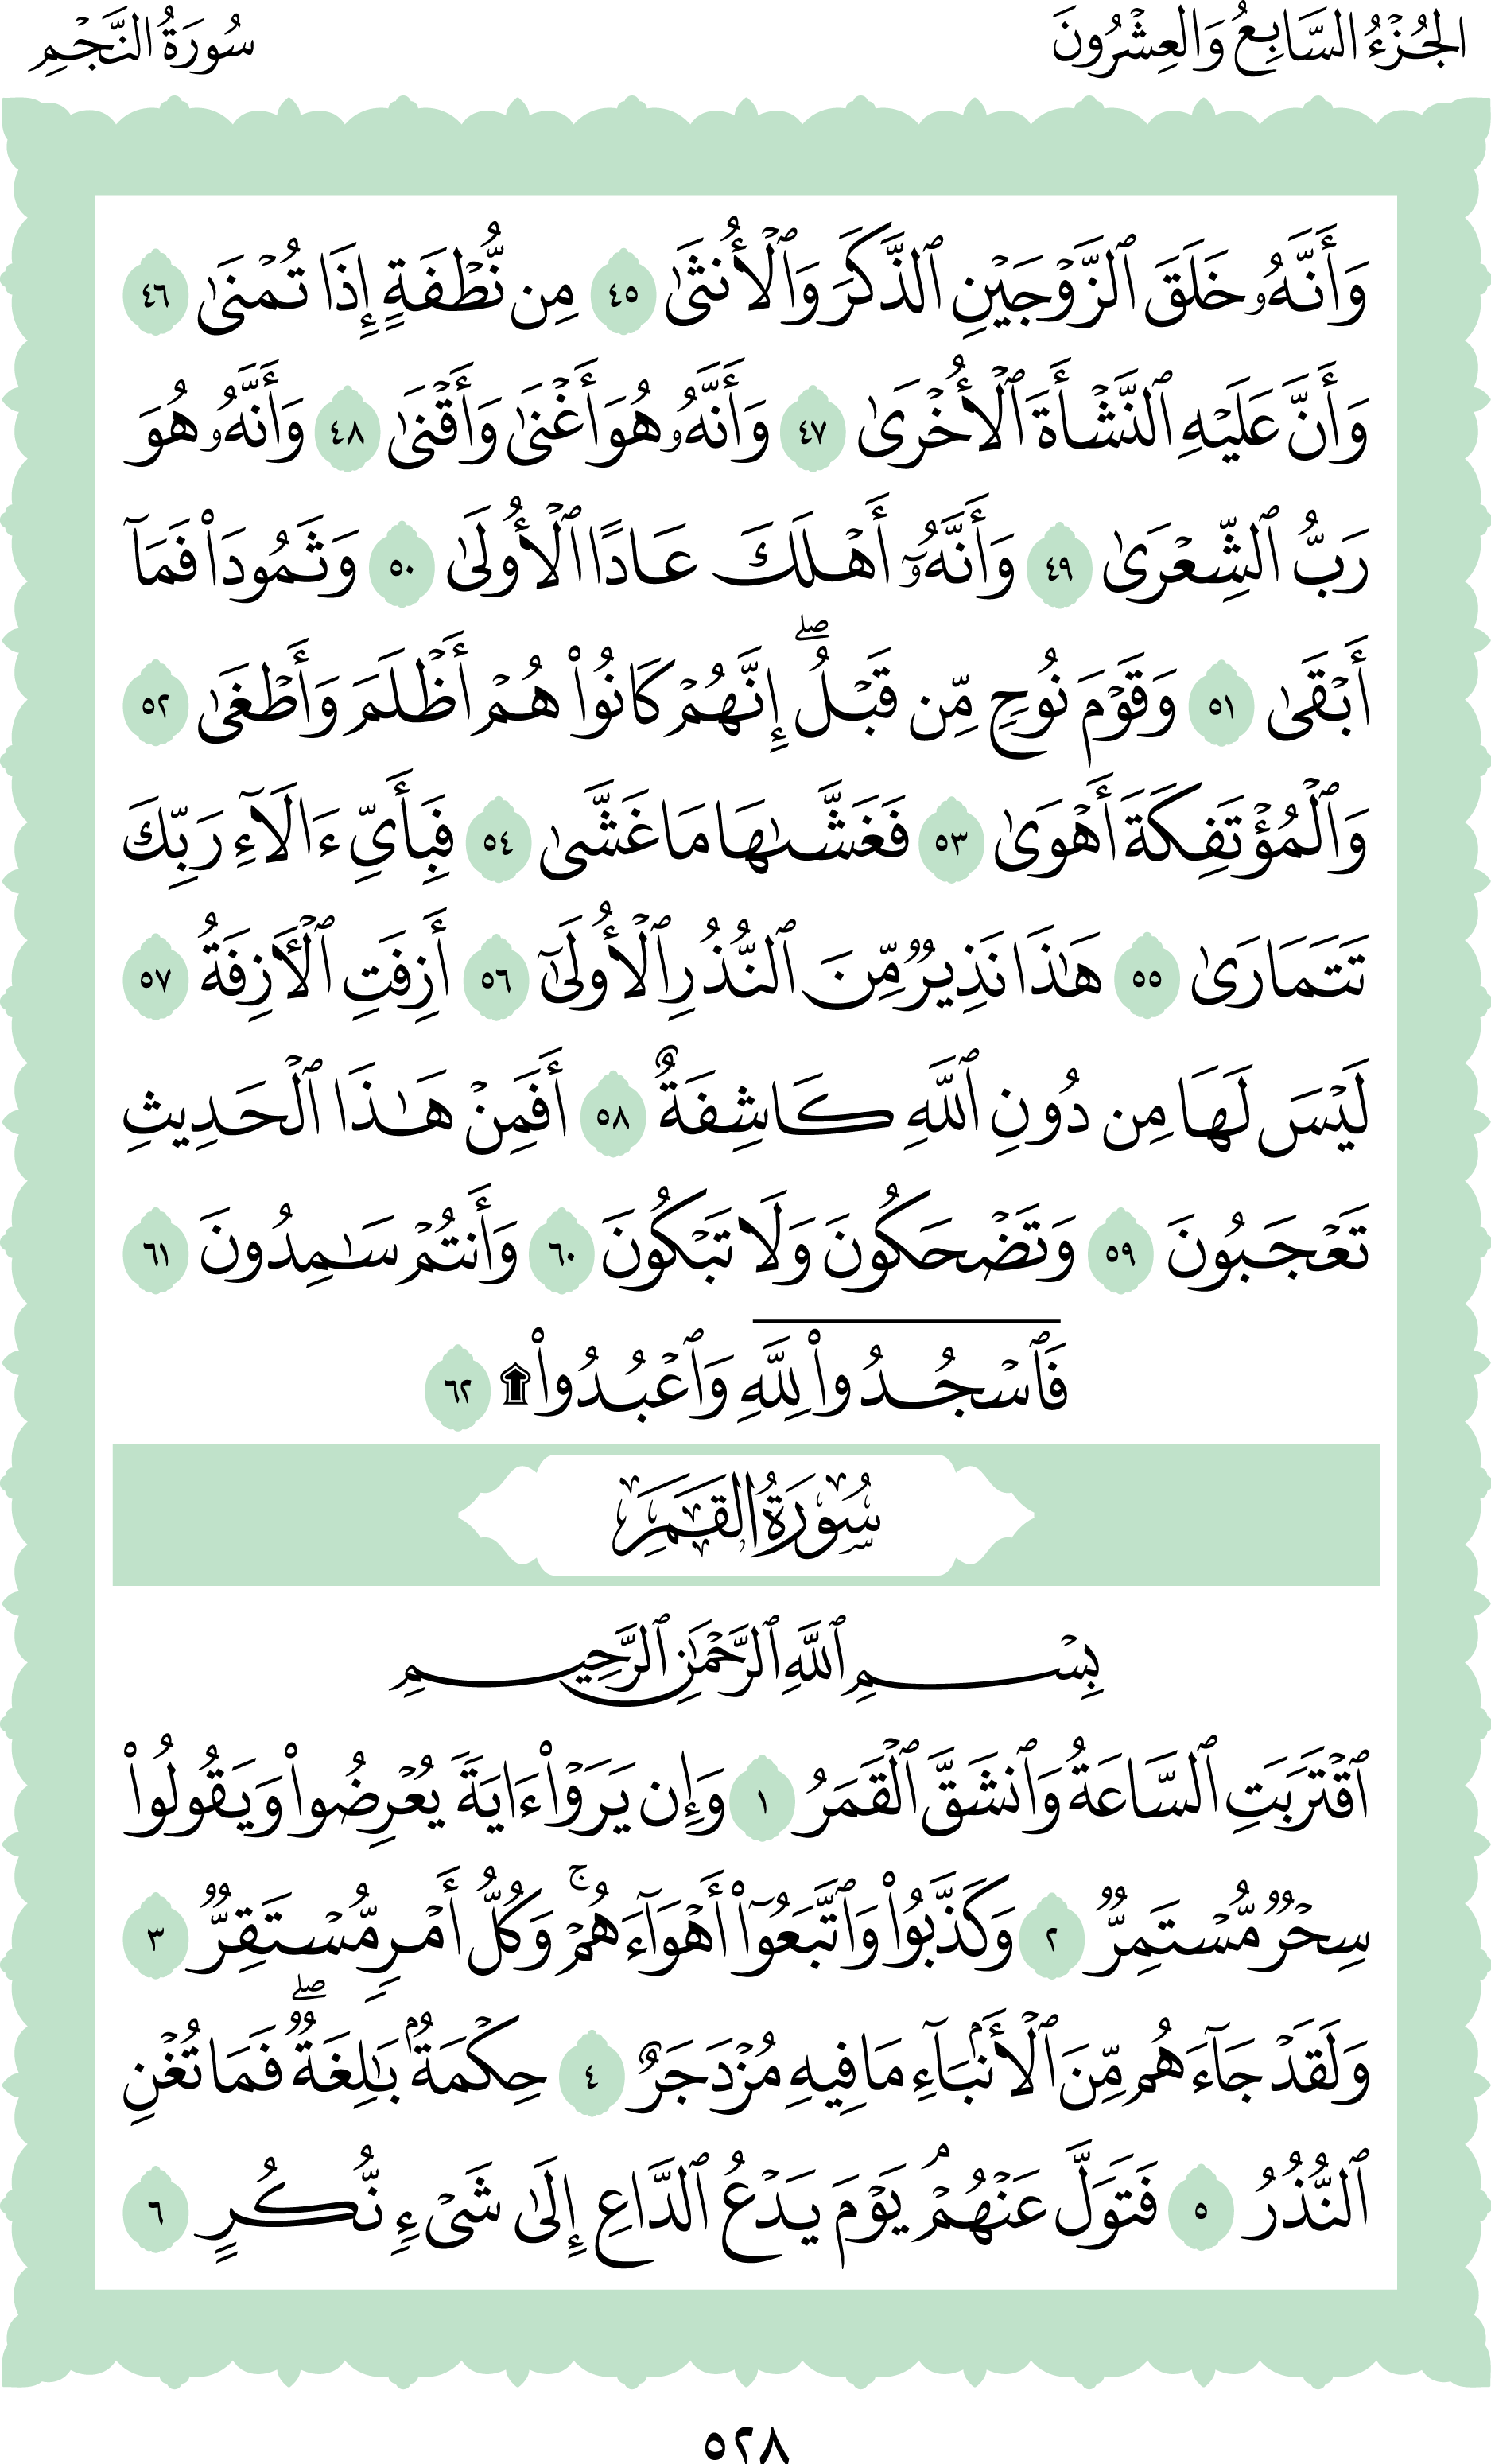 الجُزْءُ السَّابِعُ وَالعِشْرُونَ
سُورَةُ النَّجْمِ
وَأَنَّهُۥ خَلَقَ ٱلزَّوۡجَيۡنِ ٱلذَّكَرَ وَٱلۡأُنثَىٰ ٤٥ مِن نُّطۡفَةٍ إِذَا تُمۡنَىٰ ٤٦
وَأَنَّ عَلَيۡهِ ٱلنَّشۡأَةَ ٱلۡأُخۡرَىٰ ٤٧ وَأَنَّهُۥ هُوَ أَغۡنَىٰ وَأَقۡنَىٰ ٤٨ وَأَنَّهُۥ هُوَ
رَبُّ ٱلشِّعۡرَىٰ ٤٩ وَأَنَّهُۥٓ أَهۡلَكَ عَادًا ٱلۡأُولَىٰ ٥٠ وَثَمُودَاْ فَمَآ
أَبۡقَىٰ ٥١ وَقَوۡمَ نُوحٖ مِّن قَبۡلُۖ إِنَّهُمۡ كَانُواْ هُمۡ أَظۡلَمَ وَأَطۡغَىٰ ٥٢
وَٱلۡمُؤۡتَفِكَةَ أَهۡوَىٰ ٥٣ فَغَشَّىٰهَا مَا غَشَّىٰ ٥٤ فَبِأَيِّ ءَالَآءِ رَبِّكَ
تَتَمَارَىٰ ٥٥ هَٰذَا نَذِيرٞ مِّنَ ٱلنُّذُرِ ٱلۡأُولَىٰٓ ٥٦ أَزِفَتِ ٱلۡأٓزِفَةُ ٥٧
لَيۡسَ لَهَا مِن دُونِ ٱللَّهِ كَاشِفَةٌ ٥٨ أَفَمِنۡ هَٰذَا ٱلۡحَدِيثِ
تَعۡجَبُونَ ٥٩ وَتَضۡحَكُونَ وَلَا تَبۡكُونَ ٦٠ وَأَنتُمۡ سَٰمِدُونَ ٦١
فَٱسۡجُدُواْ لِلَّهِ وَٱعۡبُدُواْ۩ ٦٢
سُورَةُ القَمَرِ
بِسۡمِ ٱللَّهِ ٱلرَّحۡمَٰنِ ٱلرَّحِيمِ
ٱقۡتَرَبَتِ ٱلسَّاعَةُ وَٱنشَقَّ ٱلۡقَمَرُ ١ وَإِن يَرَوۡاْ ءَايَةٗ يُعۡرِضُواْ وَيَقُولُواْ
سِحۡرٞ مُّسۡتَمِرّٞ ٢ وَكَذَّبُواْ وَٱتَّبَعُوٓاْ أَهۡوَآءَهُمۡۚ وَكُلُّ أَمۡرٖ مُّسۡتَقِرّٞ ٣
وَلَقَدۡ جَآءَهُم مِّنَ ٱلۡأَنۢبَآءِ مَا فِيهِ مُزۡدَجَرٌ ٤ حِكۡمَةُۢ بَٰلِغَةٞۖ فَمَا تُغۡنِ
ٱلنُّذُرُ ٥ فَتَوَلَّ عَنۡهُمۡۘ يَوۡمَ يَدۡعُ ٱلدَّاعِ إِلَىٰ شَيۡءٖ نُّكُرٍ ٦
٥٢٨